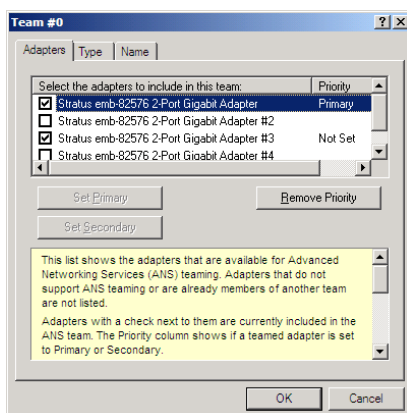 Team #0
Adapters Type Name
Select the adapters to include in this team: Priority
Stratus emb-82576 2-Port Gigabit Adapter Primary
Stratus emb-82576 2-Port Gigabit Adapter #2
Stratus emb-82576 2-Port Gigabit Adapter #3 Not Set
Stratus emb-82576 2-Port Gigabit Adapter #4
Set Primary Remove Priority
Set Secondary
This list shows the adapters that are available for Advanced
Networking Services (ANS) teaming. Adapters that do not
support ANS teaming or are already members of another team
are not listed.
Adapters with a check next to them are currently included in the
ANS team. The Priority column shows if a teamed adapter is set
to Primary or Secondary.
OK Cancel